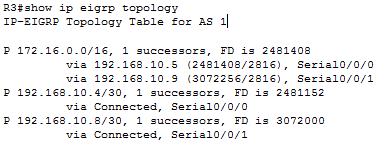 R3#show ip eigrp topology
IP-EIGRP Topology Table for AS 1
P 172.16.0.0/16, 1 successors, FD is 2481408
via 192.168.10.5 (2481408/2816), Serial0/0/0
via 192.168.10.9 (3072256/2816), Serial0/0/1
P 192.168.10.4/30, 1 successors, FD is 2481152
via Connected, Serial0/0/0
P 192.168.10.8/30, 1 successors, FD is 3072000
via Connected, Serial0/0/1